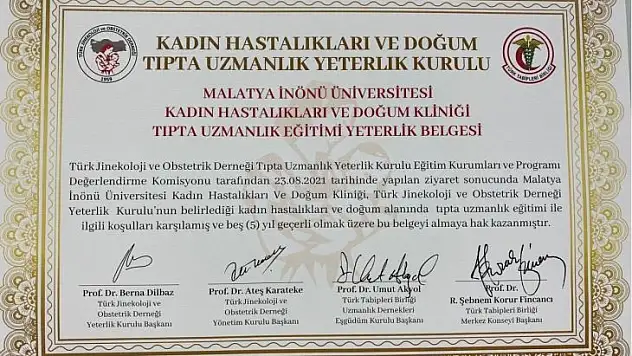 KADIN HASTALIKLARI VE DOĞUM
TIPTA UZMANLIK YETERLİK KURULU
MALATYA İNÖNÜ ÜNİVERSİTESİ
KADIN HASTALIKLARI VE DOĞUM KLİNİĞİ
TIPTA UZMANLIK EĞİTİMİ YETERLİK BELGESİ
Türk Jinekoloji ve Obstetrik Derneği Tıpta Uzmanlık Yeterlik Kurulu Eğitim Kurumları ve Programı
Değerlendirme Komisyonu tarafından 23.08.2021 tarihinde yapılan ziyaret sonucunda Malatya
İnönü Üniversitesi Kadın Hastalıkları Ve Doğum Kliniği, Türk Jinekoloji ve Obstetrik Derneği
Yeterlik Kurulu'nun belirlediği kadın hastalıkları ve doğum alanında tıpta uzmanlık eğitimi ile
ilgili koşulları karşılamış ve beş (5) yıl geçerli olmak üzere bu belgeyi almaya hak kazanmıştır.
Prof. Dr. Berna Dilbaz
Türk Jinekoloji ve
Obstetrik Derneği
Yeterlik Kurulu Başkanı
Prof. Dr. Ateş Karateke
Türk Jinekoloji ve
Obstetrik Derneği
Yönetim Kurulu Başkanı
Prof. Dr. Umut Akyol
Türk Tabipleri Birliği
Uzmanlık Dernekleri
Eşgüdüm Kurulu Başkanı
Prof. Dr.
R. Şebnem Korur Fincancı
Türk Tabipleri Birliği
Merkez Konseyi Başkanı